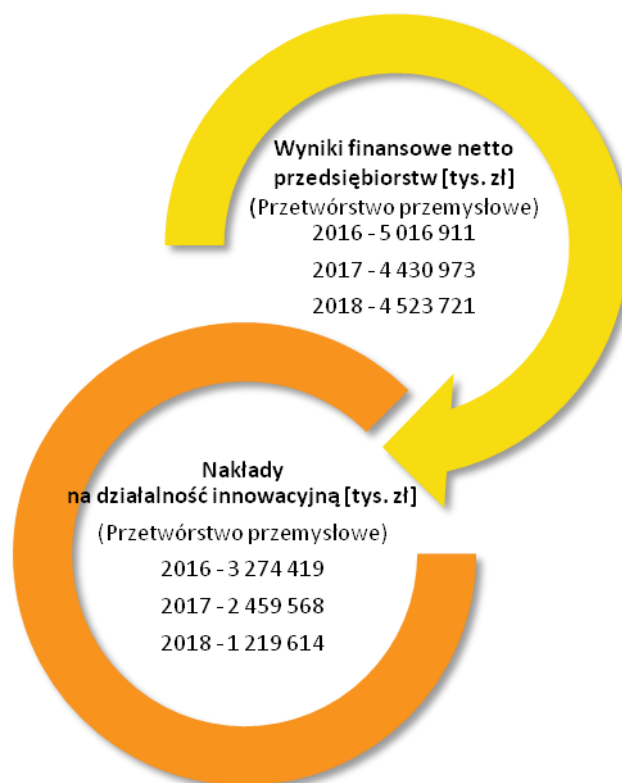 Wyniki finansowe netto
przedsiębiorstw [tys. zł]
(Przetwórstwo przemysłowe)
2016 - 5 016 911
2017 - 4 430 973
2018 - 4 523 721
Nakłady
na działalność innowacyjną [tys. zł]
(Przetwórstwo przemysłowe)
2016 - 3 274 419
2017 - 2 459 568
2018 - 1 219 614